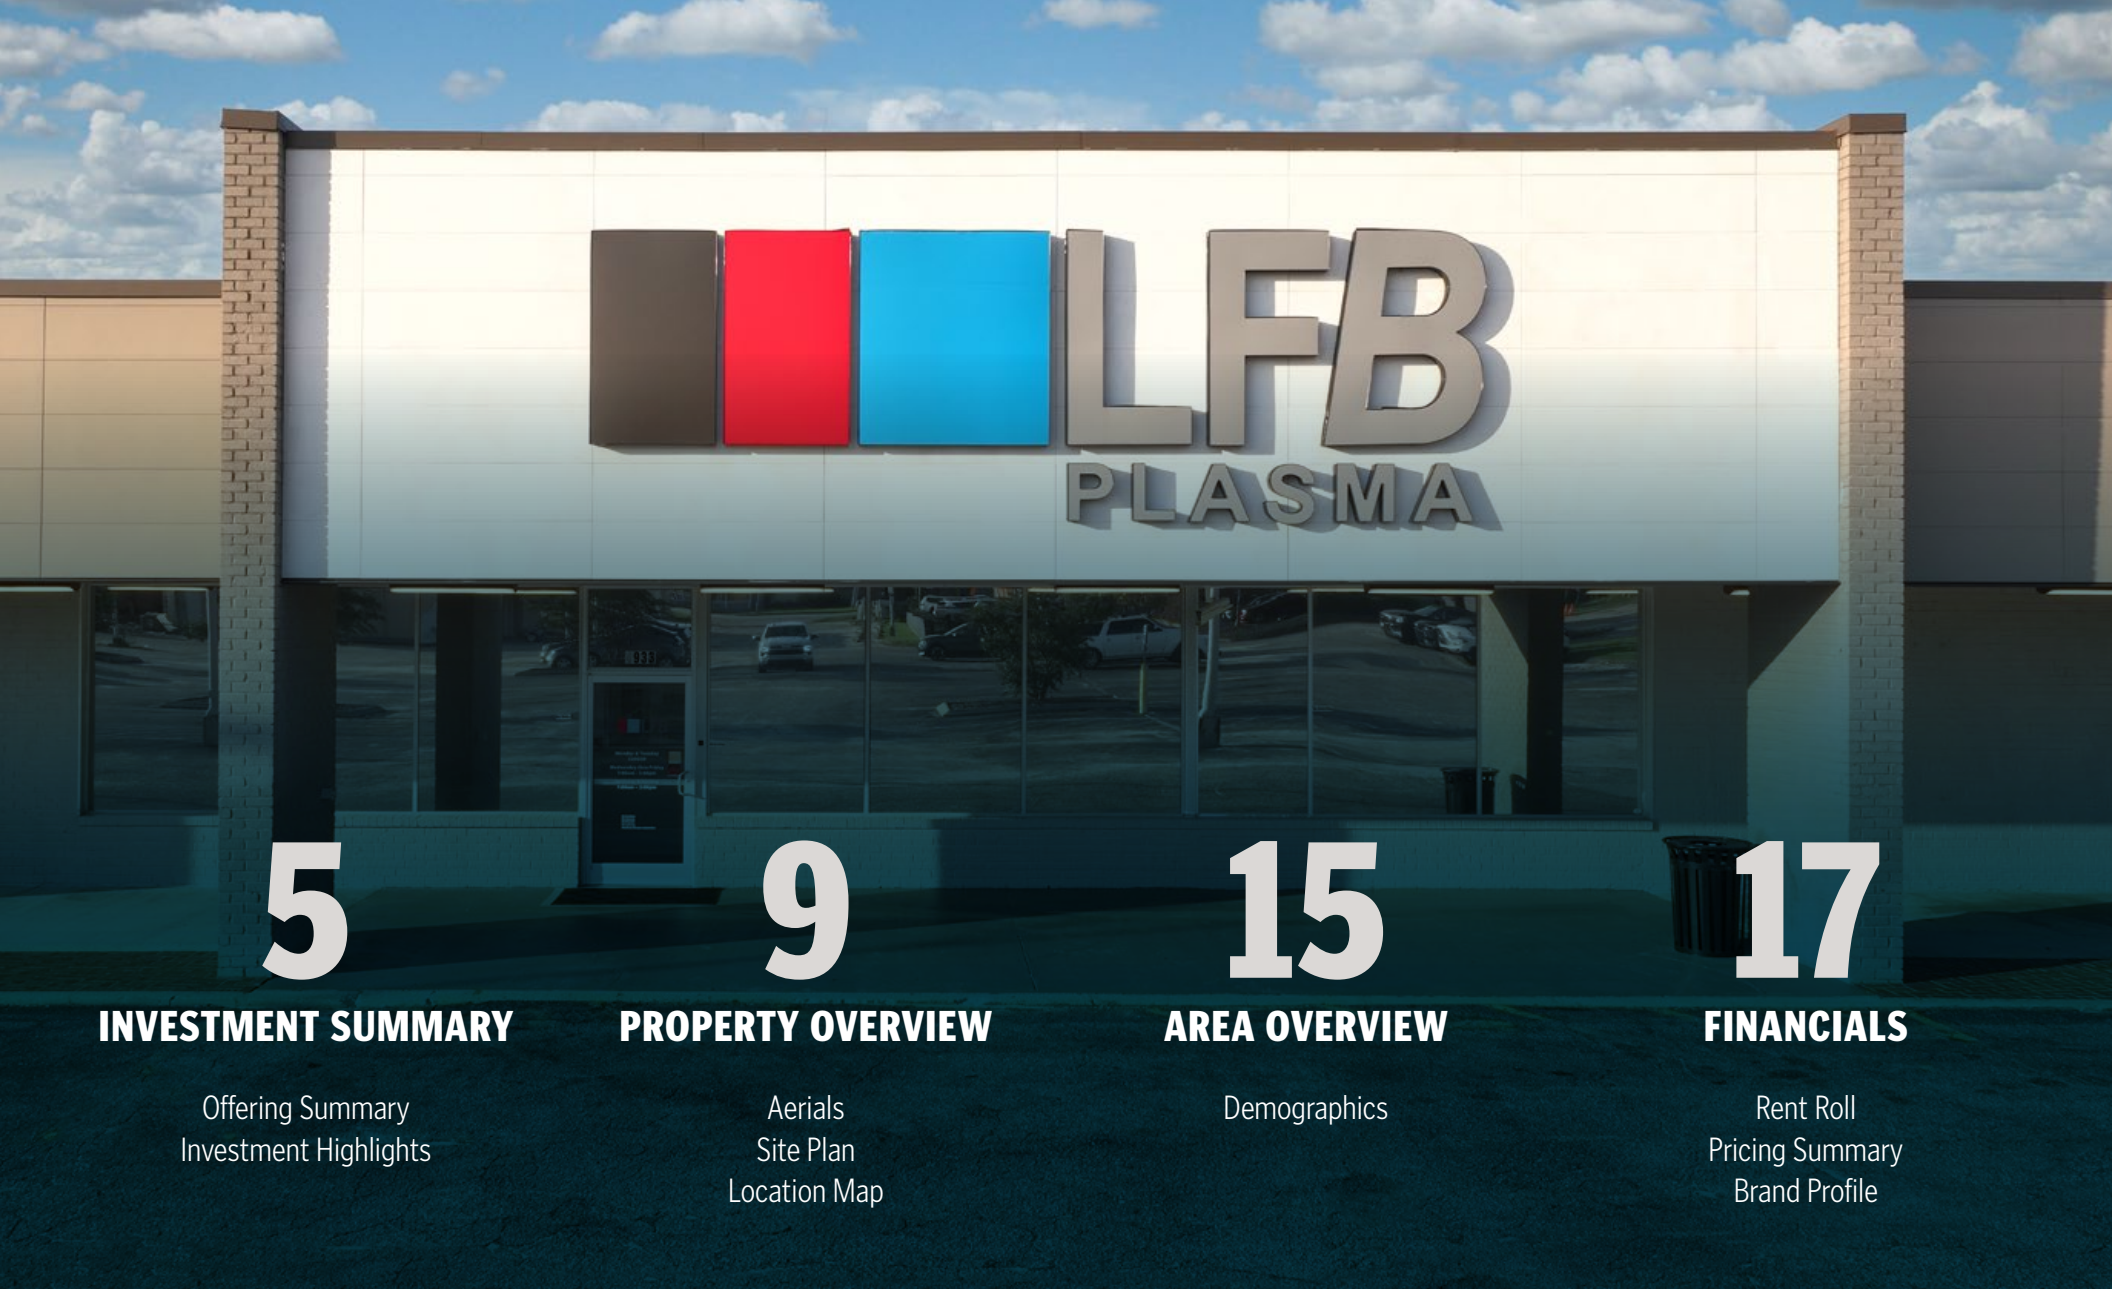 LFB
PLASMA
933
5
INVESTMENT SUMMARY
Offering Summary
Investment Highlights
9
PROPERTY OVERVIEW
Aerials
Site Plan
Location Map
15
AREA OVERVIEW
Demographics
17
FINANCIALS
Rent Roll
Pricing Summary
Brand Profile